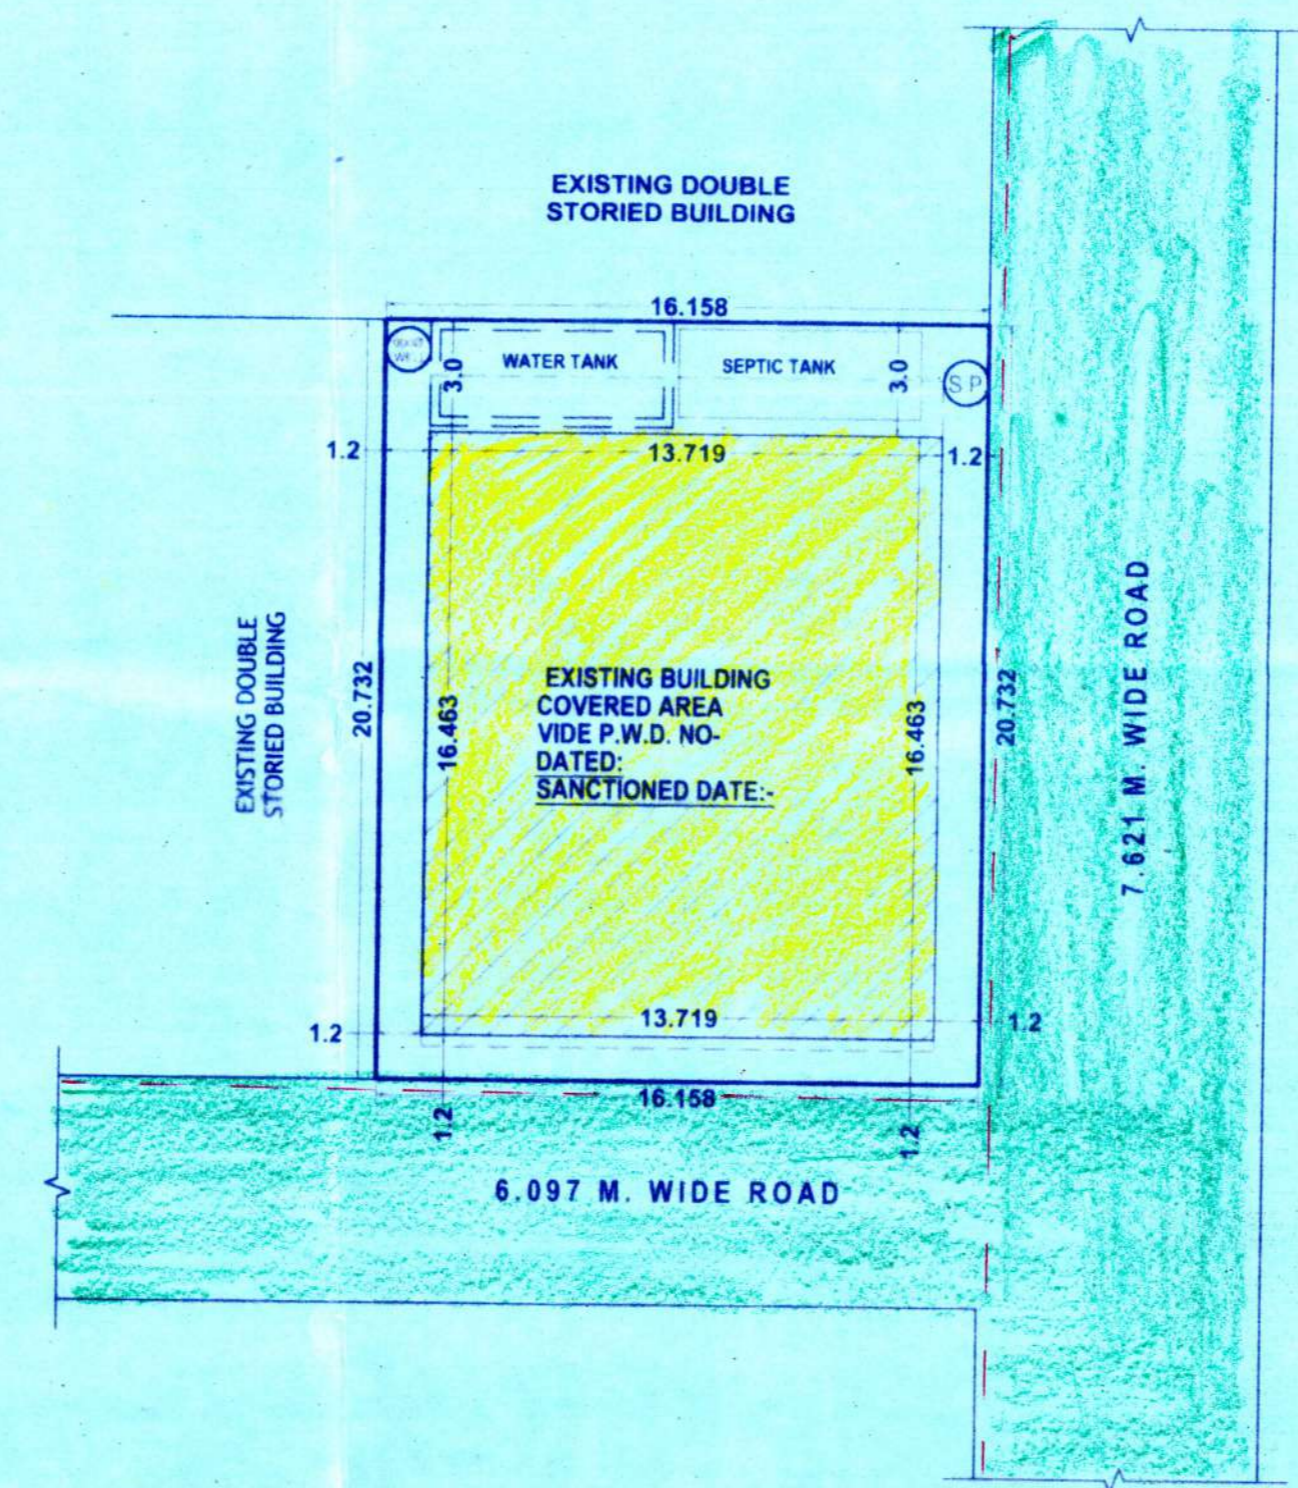 EXISTING DOUBLE
STORIED BUILDING
16.158
WATER TANK
SEPTIC TANK
3.0
3.0
S P
1.2
13.719
1.2
EXISTING DOUBLE
STORIED BUILDING
20.732
16.463
EXISTING BUILDING
COVERED AREA
VIDE P.W.D. NO-
DATED:
SANCTIONED DATE:-
16.463
20.732
7.621 M. WIDE ROAD
1.2
13.719
1.2
16.158
1.2
1.2
6.097 M. WIDE ROAD